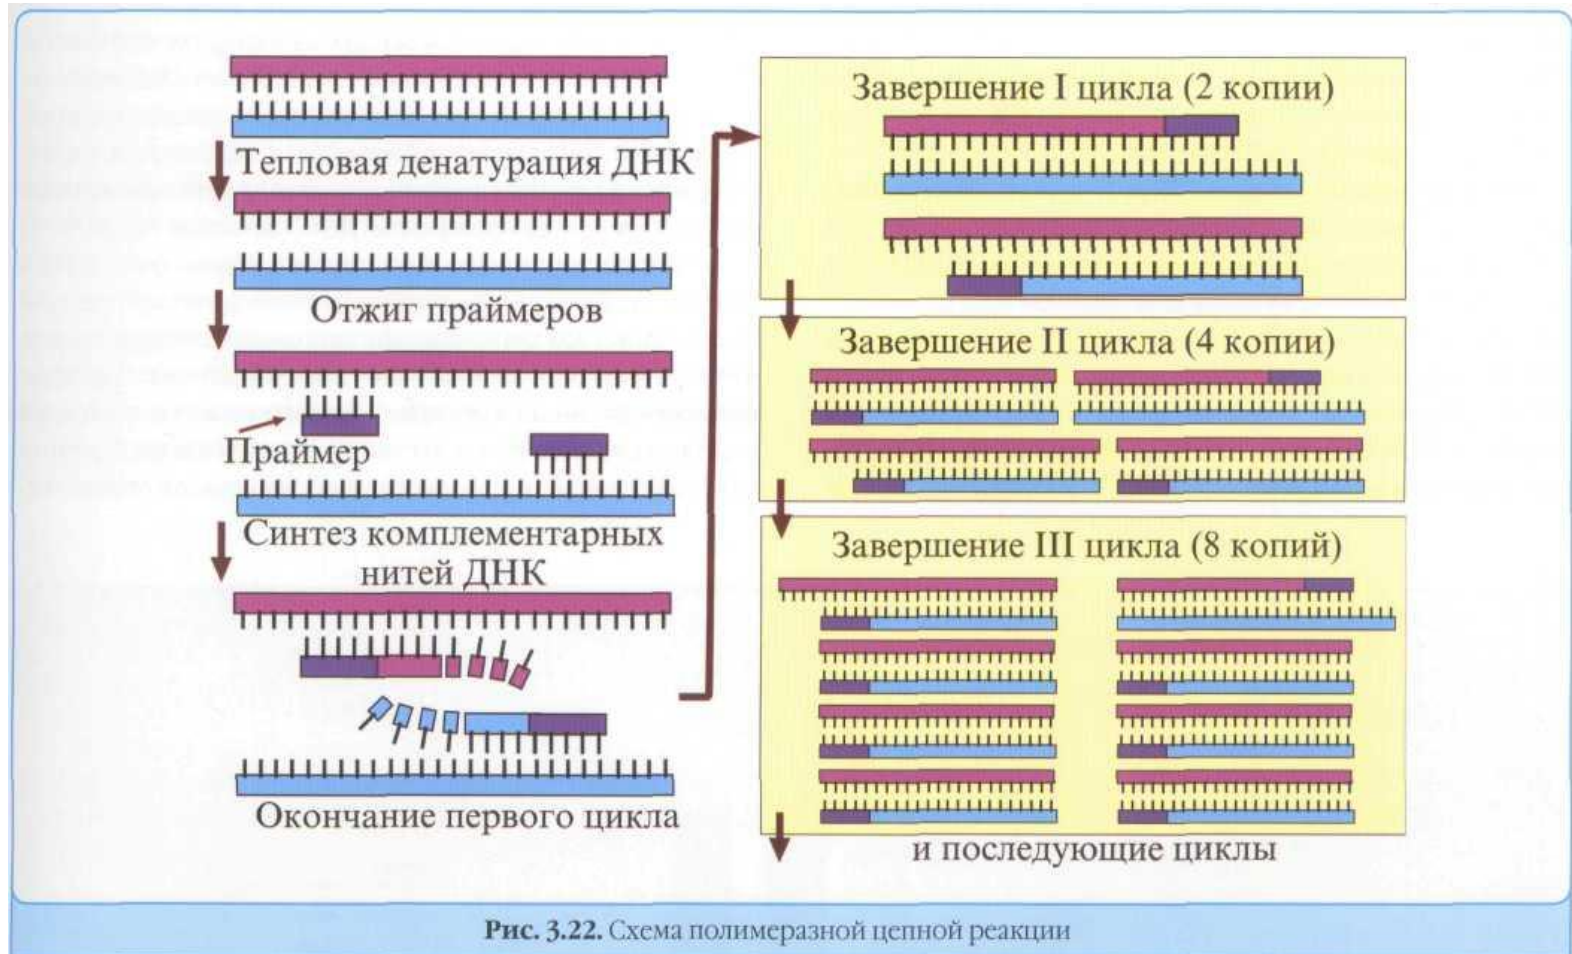 Тепловая денатурация ДНК
Отжиг праймеров
Праймер
Синтез комплементарных
нитей ДНК
Окончание первого цикла
Завершение I цикла (2 копии)
Завершение II цикла (4 копии)
Завершение III цикла (8 копий)
и последующие циклы
Рис. 3.22. Схема полимеразной цепной реакции